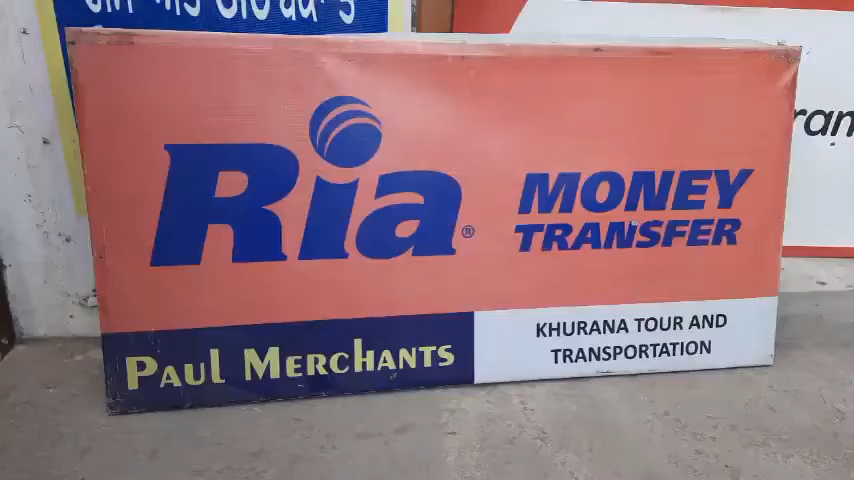 Ria®
MONEY
TRANSFER
PAUL MERCHANTS
KHURANA TOUR AND
TRANSPORTATION